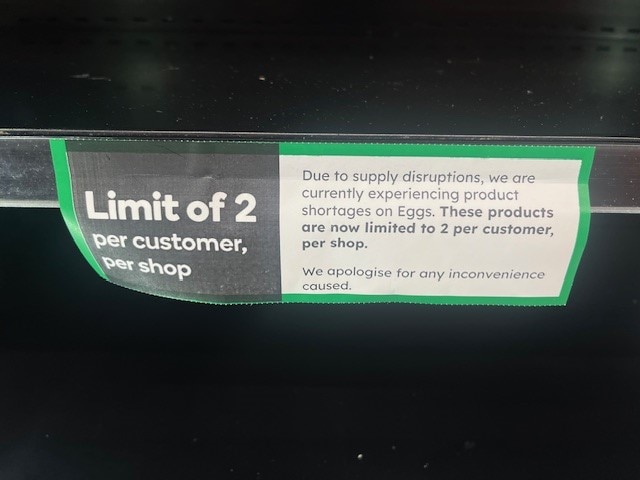 Limit of 2
per customer,
per shop
Due to supply disruptions, we are
currently experiencing product
shortages on Eggs. These products
are now limited to 2 per customer,
per shop.
We apologise for any inconvenience
caused.